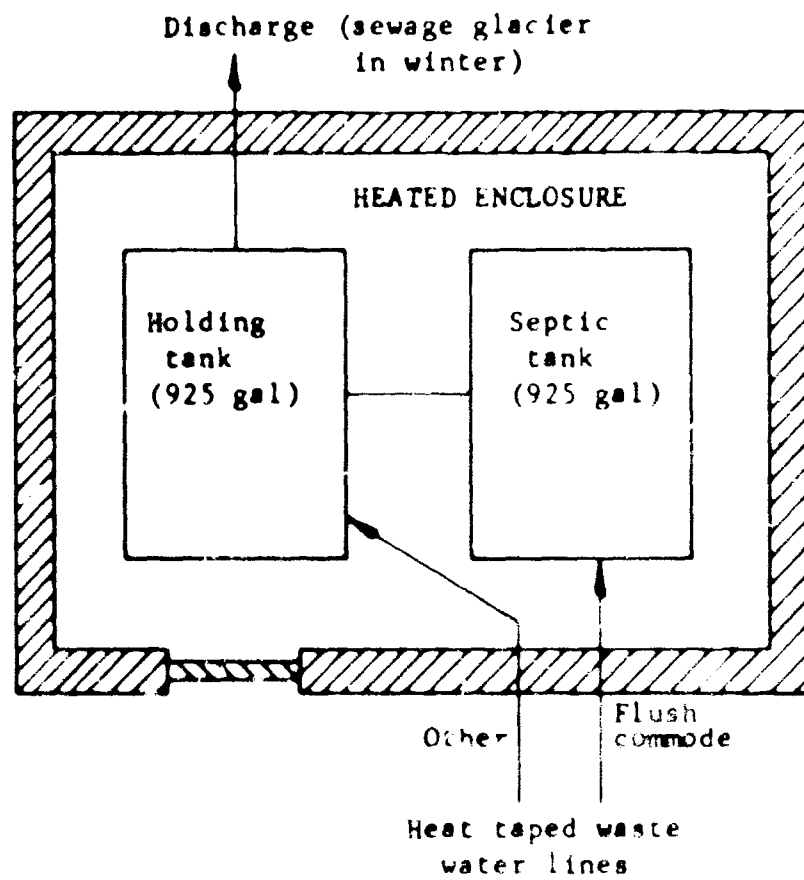 Discharge (sewage glacier
in winter)
HEATED ENCLOSURE
Holding
tank
(925 gal)
Septic
tank
(925 gal)
Other
Flush
commode
Heat taped waste
water lines